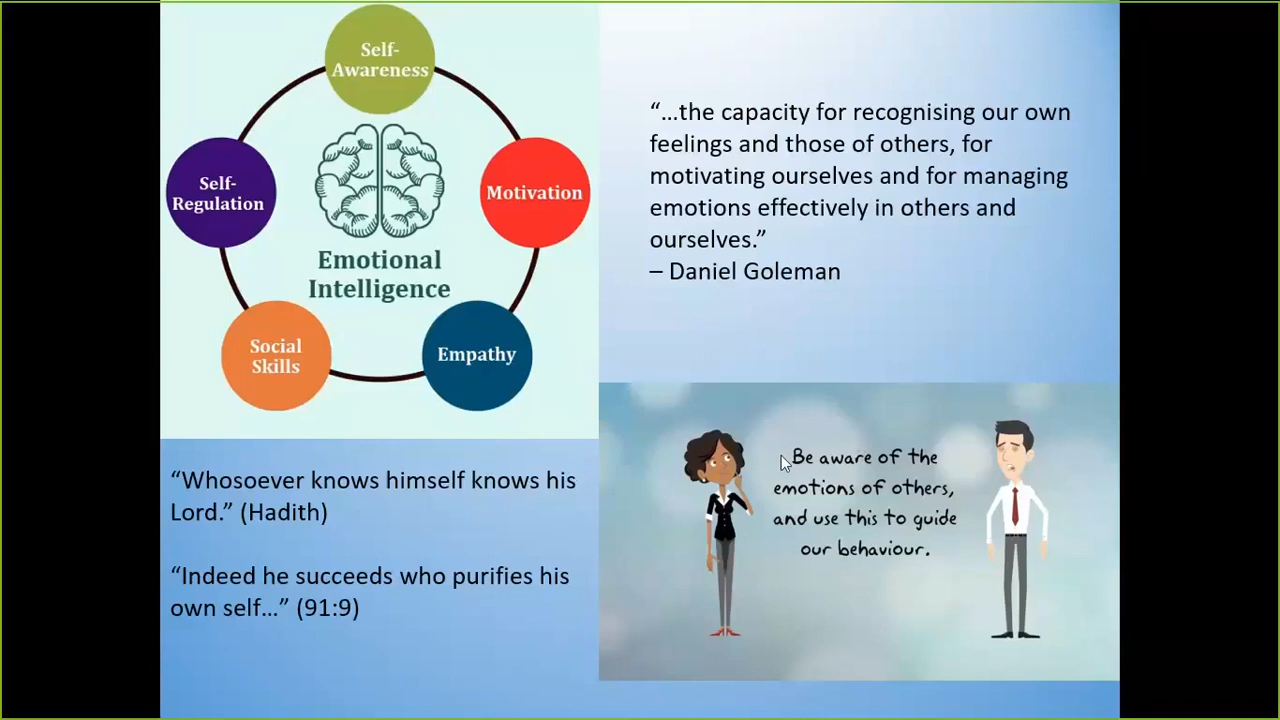 Self-
Awareness
Self-
Regulation
Motivation
Emotional
Intelligence
Social
Skills
Empathy
“…the capacity for recognising our own
feelings and those of others, for
motivating ourselves and for managing
emotions effectively in others and
ourselves.”
– Daniel Goleman
“Whosoever knows himself knows his
Lord.” (Hadith)
“Indeed he succeeds who purifies his
own self…” (91:9)
Be aware of the
emotions of others,
and use this to guide
our behaviour.